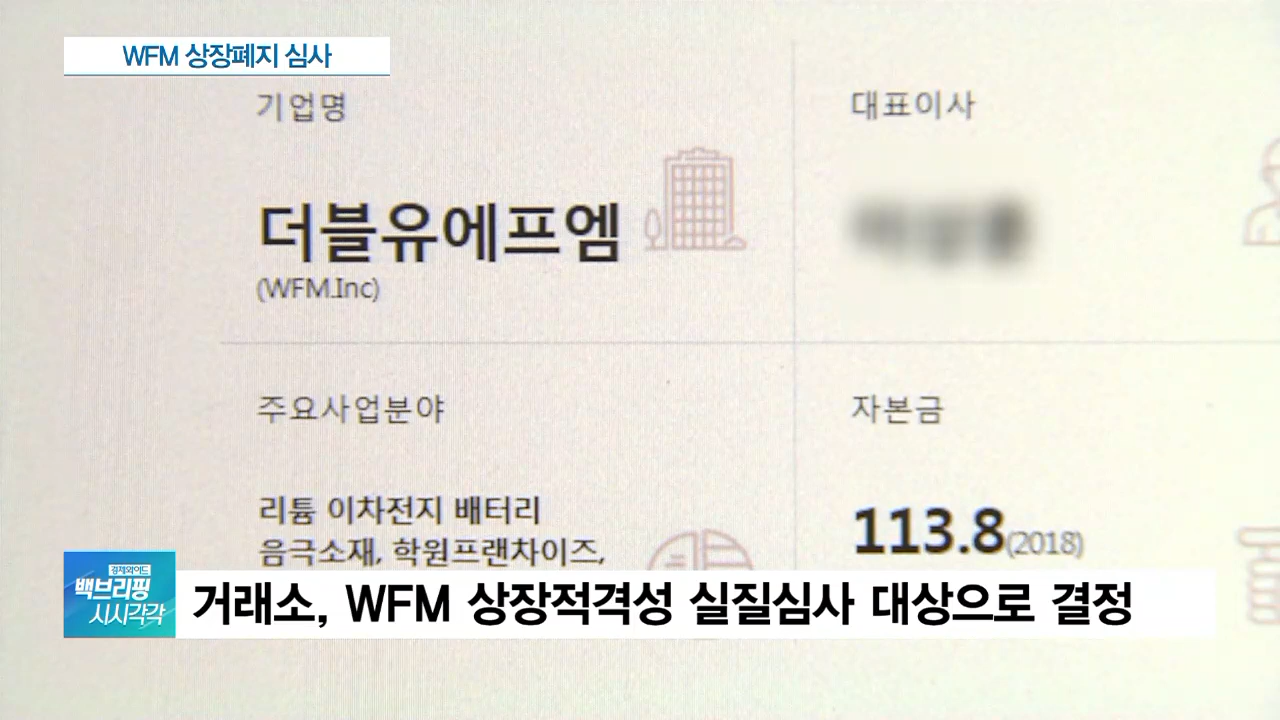 WFM 상장폐지 심사
기업명
대표이사
더블유에프엠
(WFM.Inc)
주요사업분야
자본금
리튬 이차전지 배터리
음극소재, 학원프랜차이즈,
113.8(2018)
경제와이드
백브리핑
시시각각
거래소, WFM 상장적격성 실질심사 대상으로 결정